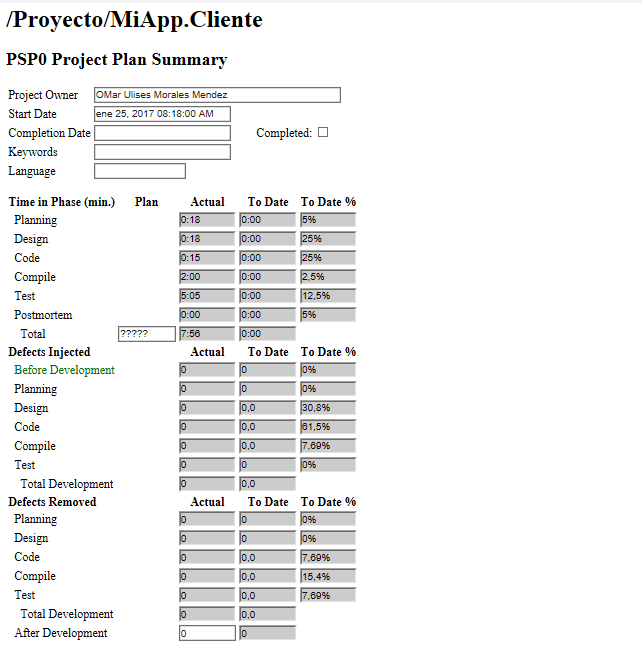 /Proyecto/MiApp.Cliente
PSP0 Project Plan Summary
Project Owner OMar Ulises Morales Mendez
Start Date ene 25, 2017 08:18:00 AM
Completion Date Completed:
Keywords
Language
Time in Phase (min.) Plan Actual To Date To Date %
Planning 0:18 0:00 5%
Design 0:18 0:00 25%
Code 0:15 0:00 25%
Compile 2:00 0:00 2,5%
Test 5:05 0:00 12,5%
Postmortem 0:00 0:00 5%
Total ????? 7:56 0:00
Defects Injected Actual To Date To Date %
Before Development 0 0 0%
Planning 0 0 0%
Design 0 0,0 30,8%
Code 0 0,0 61,5%
Compile 0 0,0 7,69%
Test 0 0 0%
Total Development 0 0,0
Defects Removed Actual To Date To Date %
Planning 0 0 0%
Design 0 0 0%
Code 0 0,0 7,69%
Compile 0 0,0 15,4%
Test 0 0,0 7,69%
Total Development 0 0,0
After Development 0 0